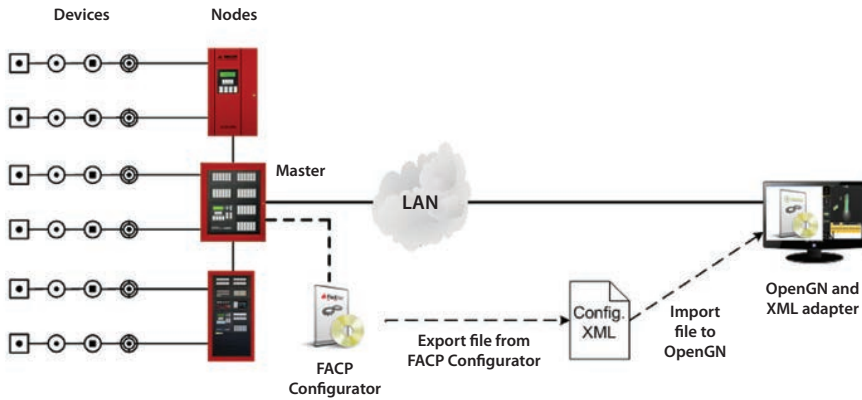 Devices
Nodes
Master
LAN
OpenGN and
XML adapter
Config.
XML
Import
file to
OpenGN
Export file from
FACP Configurator
FACP
Configurator